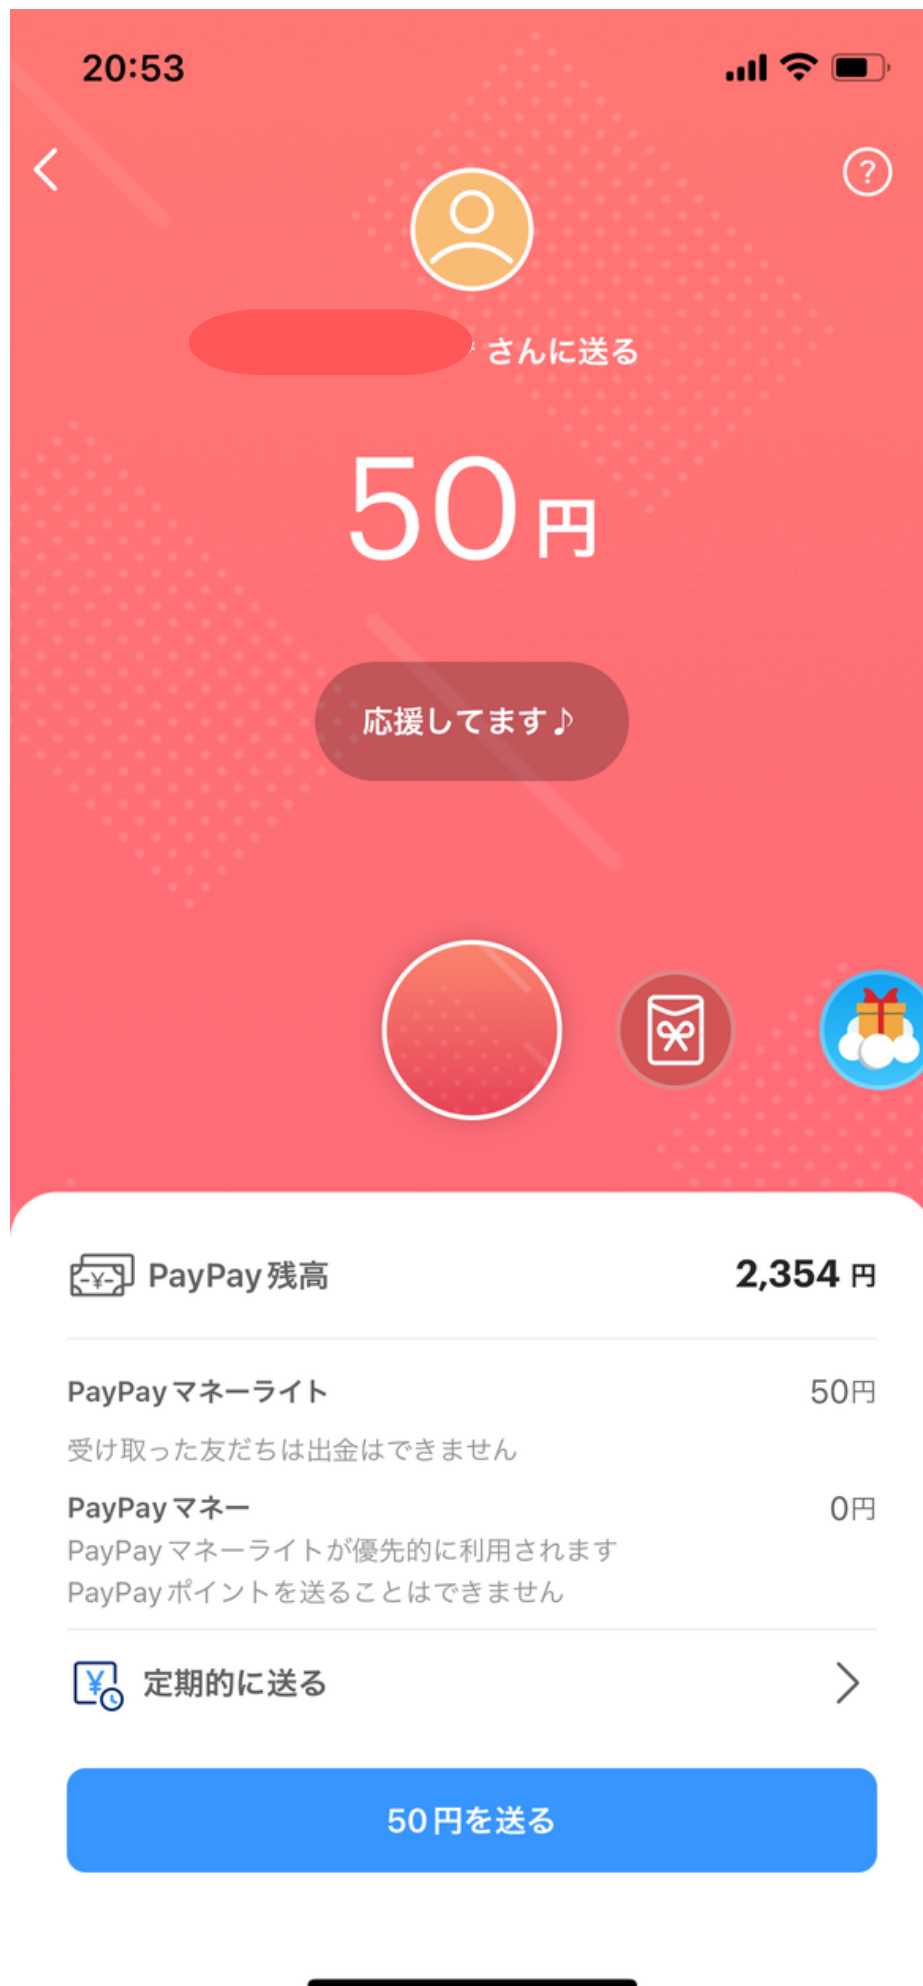 20:53
?
さんに送る
50円
応援してます♪
PayPay残高 2,354 円
PayPayマネーライト 50円
受け取った友だちは出金はできません
PayPayマネー 0円
PayPayマネーライトが優先的に利用されます
PayPayポイントを送ることはできません
定期的に送る
50円を送る